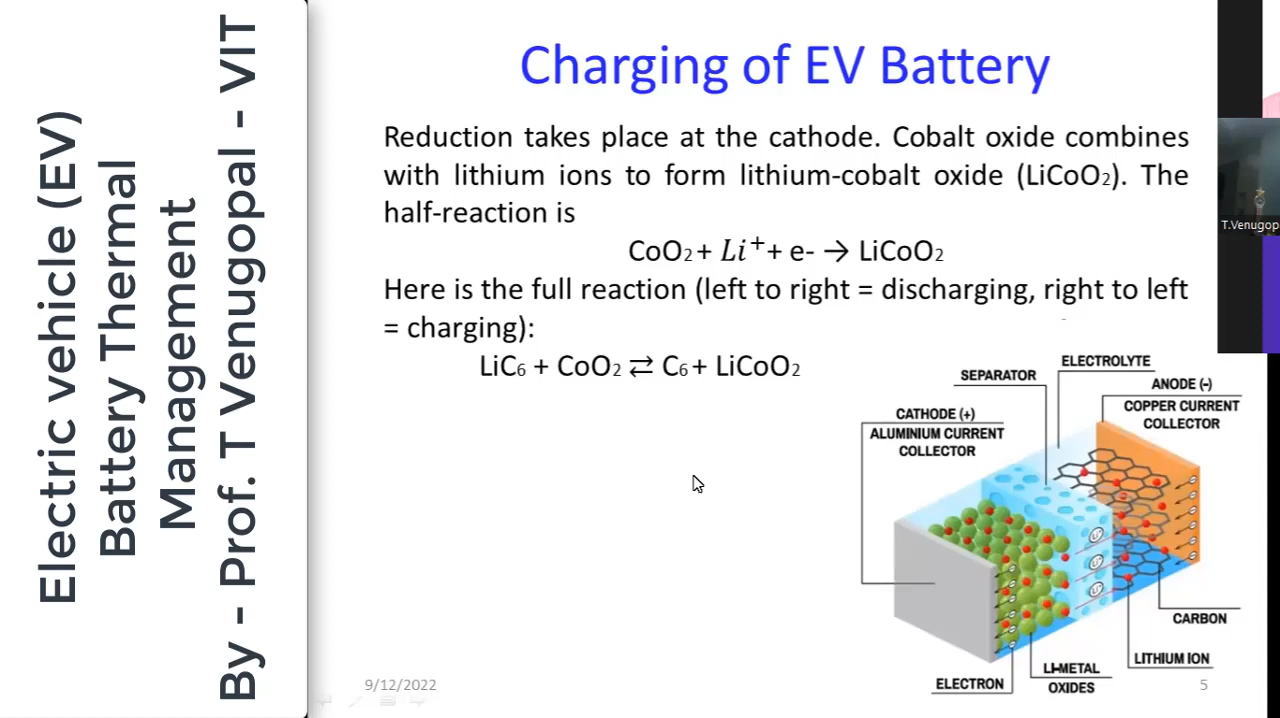 Electric vehicle (EV)
Battery Thermal
Management
By - Prof. T Venugopal - VIT
Charging of EV Battery
Reduction takes place at the cathode. Cobalt oxide combines
with lithium ions to form lithium-cobalt oxide (LiCoO₂). The
half-reaction is
CoO₂ + Li⁺ + e- → LiCoO₂
Here is the full reaction (left to right = discharging, right to left
= charging):
LiC₆ + CoO₂ ⇄ C₆ + LiCoO₂
ELECTROLYTE
SEPARATOR
ANODE (-)
COPPER CURRENT
COLLECTOR
CATHODE (+)
ALUMINIUM CURRENT
COLLECTOR
CARBON
LITHIUM ION
LI-METAL
OXIDES
ELECTRON
9/12/2022
5
T.Venugop